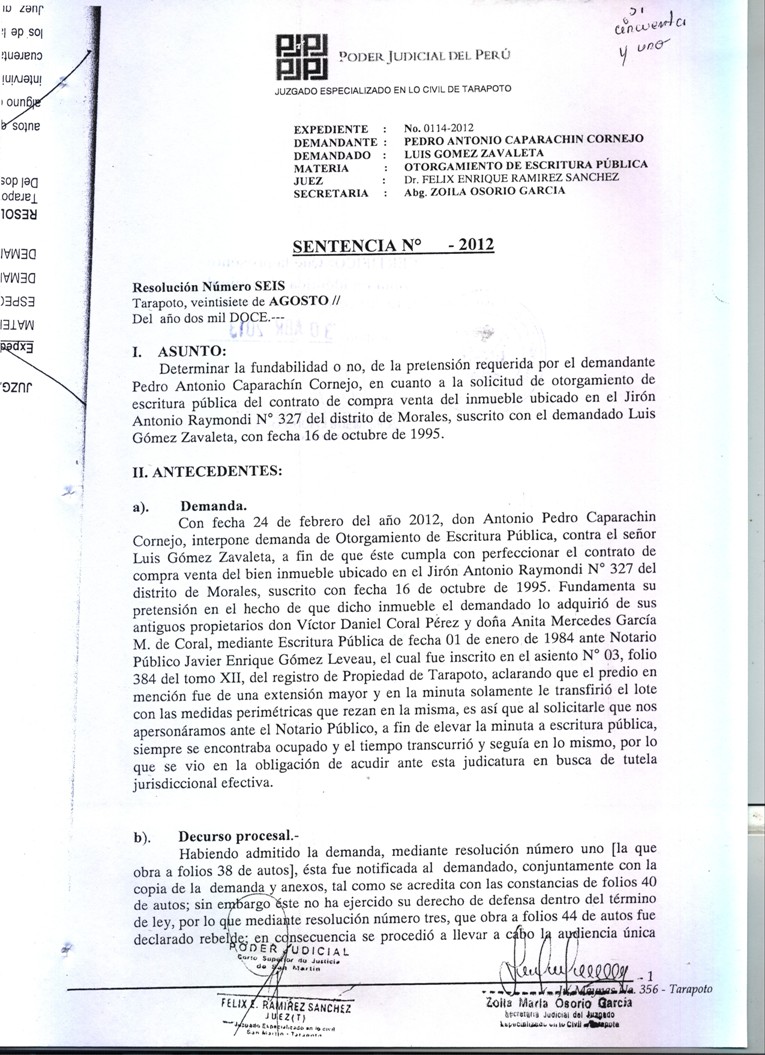 51
cincuenta
y uno
PODER JUDICIAL DEL PERÚ
JUZGADO ESPECIALIZADO EN LO CIVIL DE TARAPOTO
EXPEDIENTE : No. 0114-2012
DEMANDANTE : PEDRO ANTONIO CAPARACHIN CORNEJO
DEMANDADO : LUIS GOMEZ ZAVALETA
MATERIA : OTORGAMIENTO DE ESCRITURA PÚBLICA
JUEZ : Dr. FELIX ENRIQUE RAMIREZ SANCHEZ
SECRETARIA : Abg. ZOILA OSORIO GARCIA
SENTENCIA N° - 2012
Resolución Número SEIS
Tarapoto, veintisiete de AGOSTO //
Del año dos mil DOCE.---
I. ASUNTO:
Determinar la fundabilidad o no, de la pretensión requerida por el demandante
Pedro Antonio Caparachín Cornejo, en cuanto a la solicitud de otorgamiento de
escritura pública del contrato de compra venta del inmueble ubicado en el Jirón
Antonio Raymondi N° 327 del distrito de Morales, suscrito con el demandado Luis
Gómez Zavaleta, con fecha 16 de octubre de 1995.
II. ANTECEDENTES:
a). Demanda.
Con fecha 24 de febrero del año 2012, don Antonio Pedro Caparachin
Cornejo, interpone demanda de Otorgamiento de Escritura Pública, contra el señor
Luis Gómez Zavaleta, a fin de que éste cumpla con perfeccionar el contrato de
compra venta del bien inmueble ubicado en el Jirón Antonio Raymondi N° 327 del
distrito de Morales, suscrito con fecha 16 de octubre de 1995. Fundamenta su
pretensión en el hecho de que dicho inmueble el demandado lo adquirió de sus
antiguos propietarios don Víctor Daniel Coral Pérez y doña Anita Mercedes García
M. de Coral, mediante Escritura Pública de fecha 01 de enero de 1984 ante Notario
Público Javier Enrique Gómez Leveau, el cual fue inscrito en el asiento N° 03, folio
384 del tomo XII, del registro de Propiedad de Tarapoto, aclarando que el predio en
mención fue de una extensión mayor y en la minuta solamente le transfirió el lote
con las medidas perimétricas que rezan en la misma, es así que al solicitarle que nos
apersonáramos ante el Notario Público, a fin de elevar la minuta a escritura pública,
siempre se encontraba ocupado y el tiempo transcurrió y seguía en lo mismo, por lo
que se vio en la obligación de acudir ante esta judicatura en busca de tutela
jurisdiccional efectiva.
b). Decurso procesal.-
Habiendo admitido la demanda, mediante resolución número uno [la que
obra a folios 38 de autos], ésta fue notificada al demandado, conjuntamente con la
copia de la demanda y anexos, tal como se acredita con las constancias de folios 40
de autos; sin embargo éste no ha ejercido su derecho de defensa dentro del término
de ley, por lo que mediante resolución número tres, que obra a folios 44 de autos fue
declarado rebelde; en consecuencia se procedió a llevar a cabo la audiencia única
PODER JUDICIAL
Corte Superior de Justicia
de San Martin
- 1
No. 356 - Tarapoto
FELIX E. RAMIREZ SANCHEZ
JUEZ (T)
Juzgado Especializado en lo civil
San Martin - Tarapoto
Zoila Maria Osorio Garcia
Secretaria Judicial del Juzgado
Especializado en lo Civil - Tarapoto